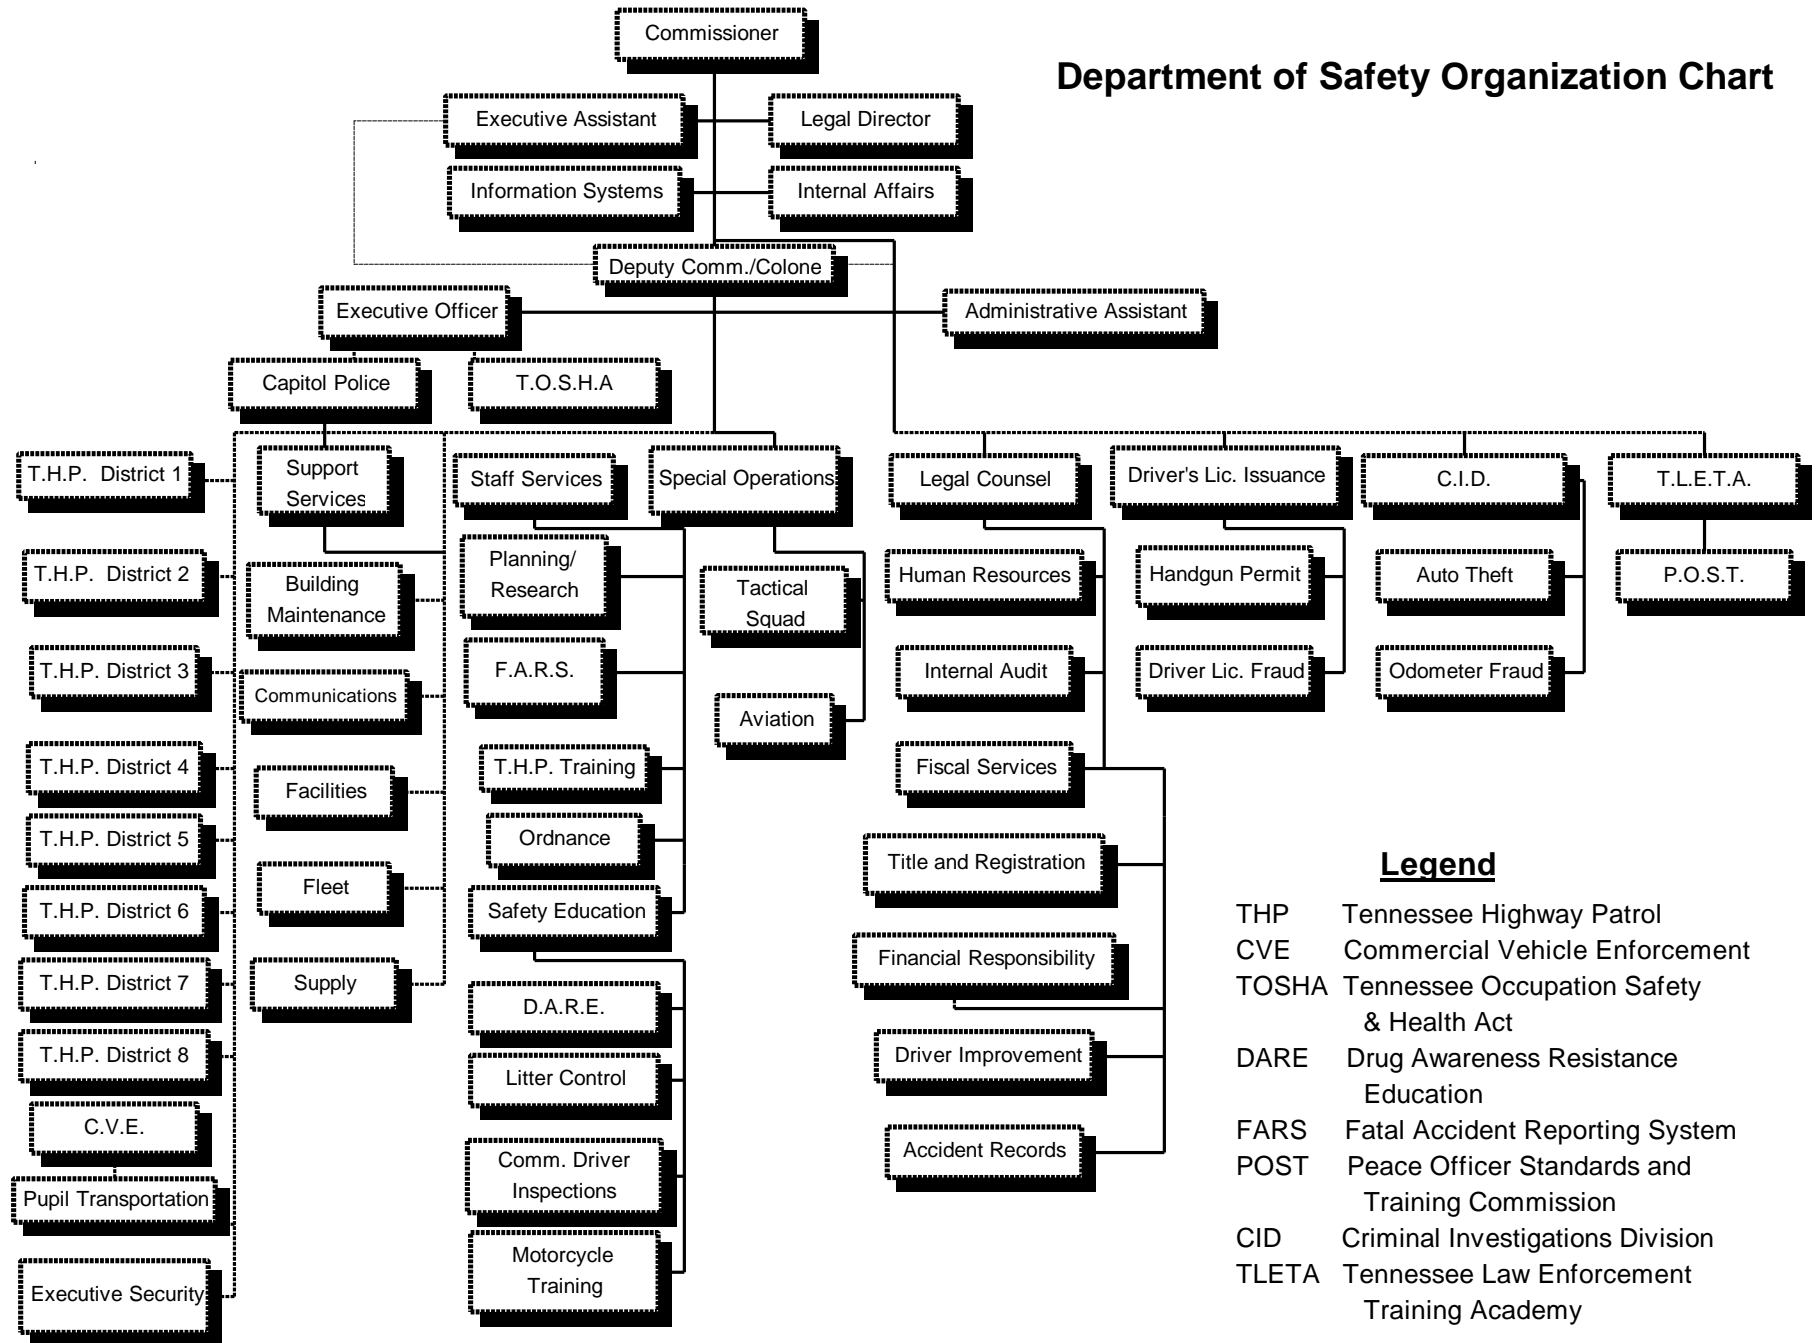 Commissioner
Department of Safety Organization Chart
Executive Assistant
Legal Director
Information Systems
Internal Affairs
Deputy Comm./Colone
Executive Officer
Administrative Assistant
Capitol Police
T.O.S.H.A
T.H.P. District 1
Support
Services
Staff Services
Special Operations
Legal Counsel
Driver's Lic. Issuance
C.I.D.
T.L.E.T.A.
T.H.P. District 2
Building
Maintenance
Planning/
Research
Tactical
Squad
Human Resources
Handgun Permit
Auto Theft
P.O.S.T.
T.H.P. District 3
Communications
F.A.R.S.
Aviation
Internal Audit
Driver Lic. Fraud
Odometer Fraud
T.H.P. District 4
Facilities
T.H.P. Training
Fiscal Services
T.H.P. District 5
Ordnance
Title and Registration
T.H.P. District 6
Fleet
Safety Education
T.H.P. District 7
Supply
Financial Responsibility
D.A.R.E.
T.H.P. District 8
Litter Control
Driver Improvement
C.V.E.
Comm. Driver
Inspections
Accident Records
Pupil Transportation
Motorcycle
Training
Executive Security
Legend
THP Tennessee Highway Patrol
CVE Commercial Vehicle Enforcement
TOSHA Tennessee Occupation Safety
& Health Act
DARE Drug Awareness Resistance
Education
FARS Fatal Accident Reporting System
POST Peace Officer Standards and
Training Commission
CID Criminal Investigations Division
TLETA Tennessee Law Enforcement
Training Academy